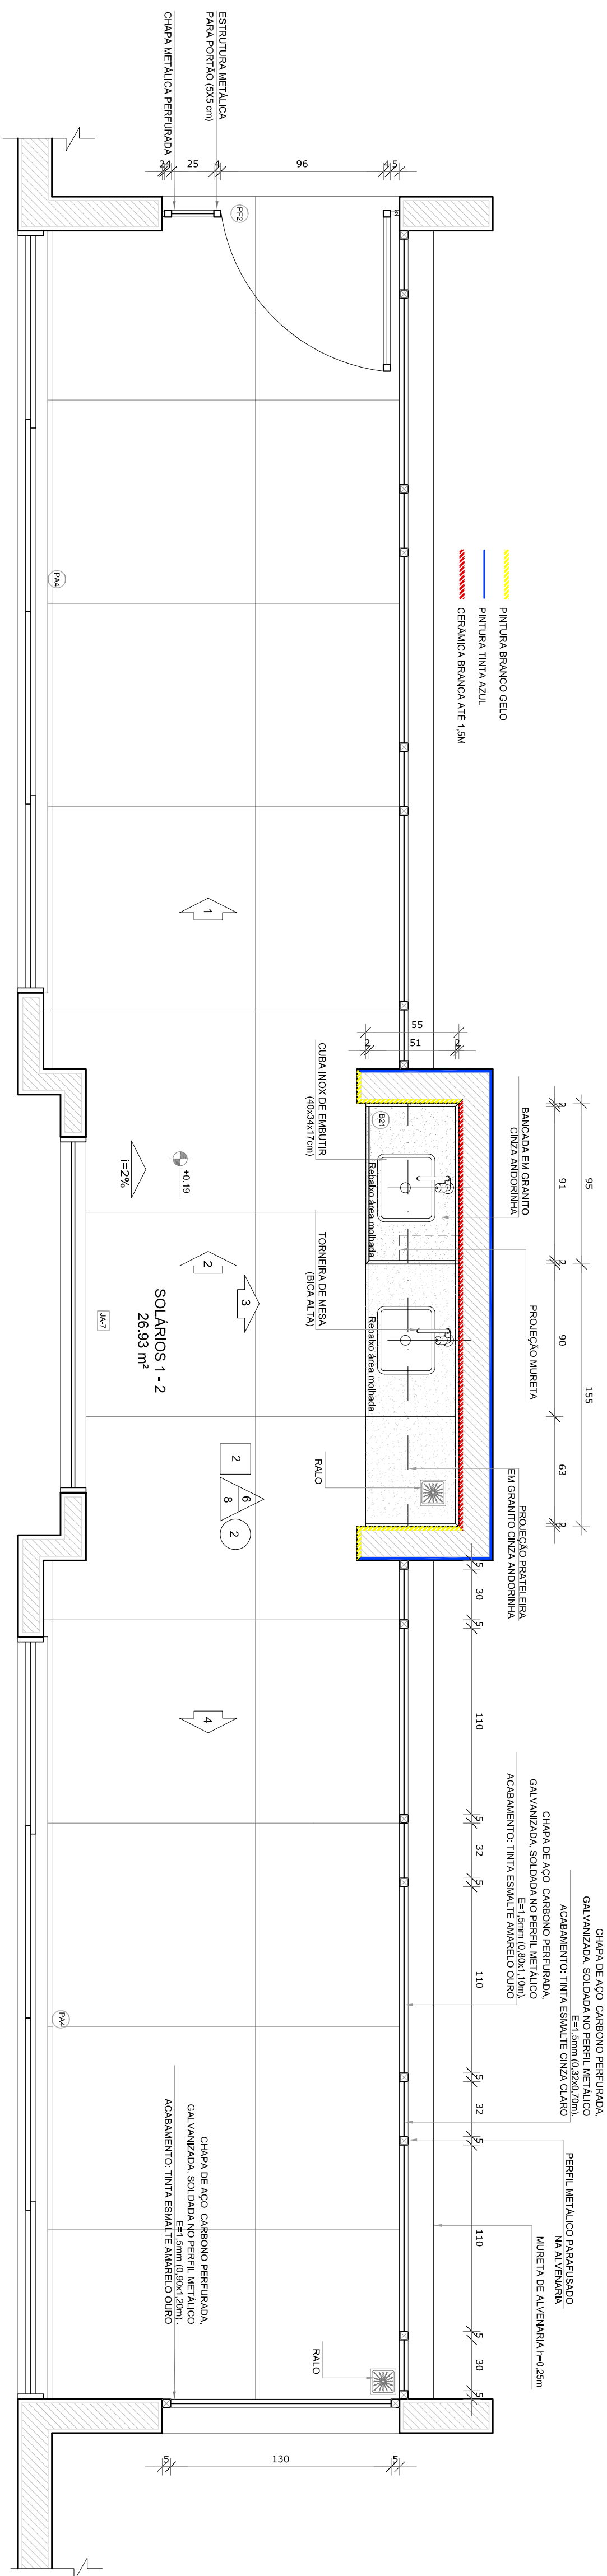 ESTRUTURA METÁLICA
PARA PORTÃO (5X5 cm)
CHAPA METÁLICA PERFURADA
24
25
4
96
45
PF2
PINTURA BRANCO GELO
PINTURA TINTA AZUL
CERÂMICA BRANCA ATÉ 1,5M
PA4
1
55
2
51
2
CUBA INOX DE EMBUTIR
(40x34x17cm)
B21
BANCADA EM GRANITO
CINZA ANDORINHA
2
91
2
90
63
2
95
155
Rebaixo área molhada
Rebaixo área molhada
TORNEIRA DE MESA
(BICA ALTA)
PROJEÇÃO MURETA
i=2%
+0,19
2
3
SOLÁRIOS 1 - 2
26.93 m²
JA-7
2
6
8
2
RALO
PROJEÇÃO PRATELEIRA
EM GRANITO CINZA ANDORINHA
5
30
5
110
5
32
5
110
5
32
5
110
5
30
5
4
CHAPA DE AÇO CARBONO PERFURADA,
GALVANIZADA, SOLDADA NO PERFIL METÁLICO
E=1,5mm (0,80x1,10m).
ACABAMENTO: TINTA ESMALTE AMARELO OURO
CHAPA DE AÇO CARBONO PERFURADA,
GALVANIZADA, SOLDADA NO PERFIL METÁLICO
E=1,5mm (0,32x0,70m).
ACABAMENTO: TINTA ESMALTE CINZA CLARO
PERFIL METÁLICO PARAFUSADO
NA ALVENARIA
MURETA DE ALVENARIA h=0,25m
PA4
CHAPA DE AÇO CARBONO PERFURADA,
GALVANIZADA, SOLDADA NO PERFIL METÁLICO
E=1,5mm (0,90x1,20m) .
ACABAMENTO: TINTA ESMALTE AMARELO OURO
RALO
5
130
5